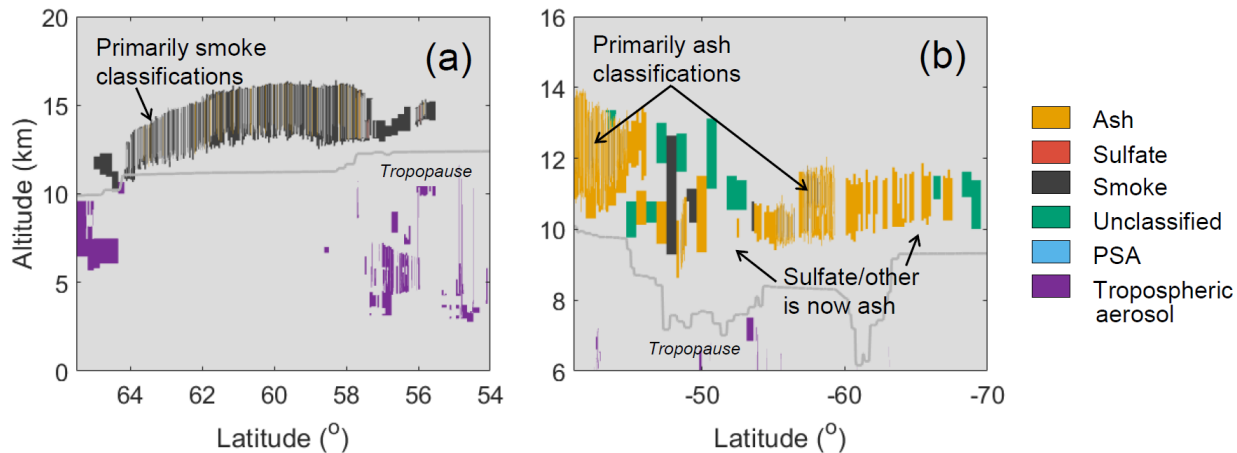 20
15
10
5
0
Altitude (km)
Primarily smoke
classifications
(a)
Tropopause
64
62
60
58
56
54
Latitude (o)
16
14
12
10
8
6
Primarily ash
classifications
(b)
Sulfate/other
is now ash
Tropopause
-50
-60
-70
Latitude (o)
Ash
Sulfate
Smoke
Unclassified
PSA
Tropospheric
aerosol